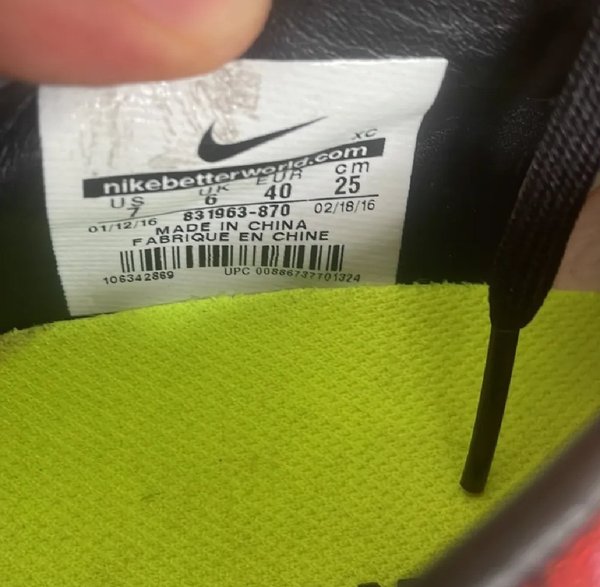 XC
nikebetterworld.com
US UK EUR cm
7 6 40 25
01/12/16 831963-870 02/18/16
MADE IN CHINA
FABRIQUE EN CHINE
106342869 UPC 00886737701324